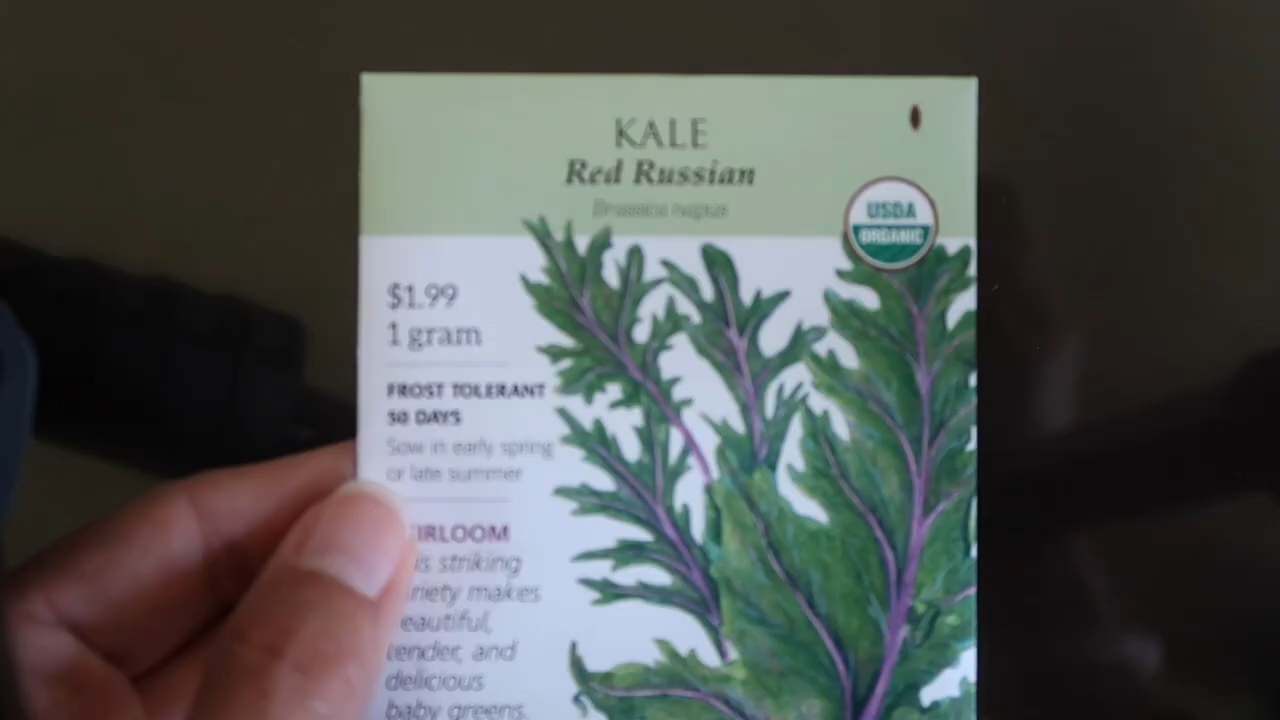 KALE
Red Russian
Brassica napus
USDA
ORGANIC
$1.99
1 gram
FROST TOLERANT
50 DAYS
Sow in early spring
or late summer
IRLOOM
is striking
riety makes
eautiful,
tender, and
delicious
baby greens.